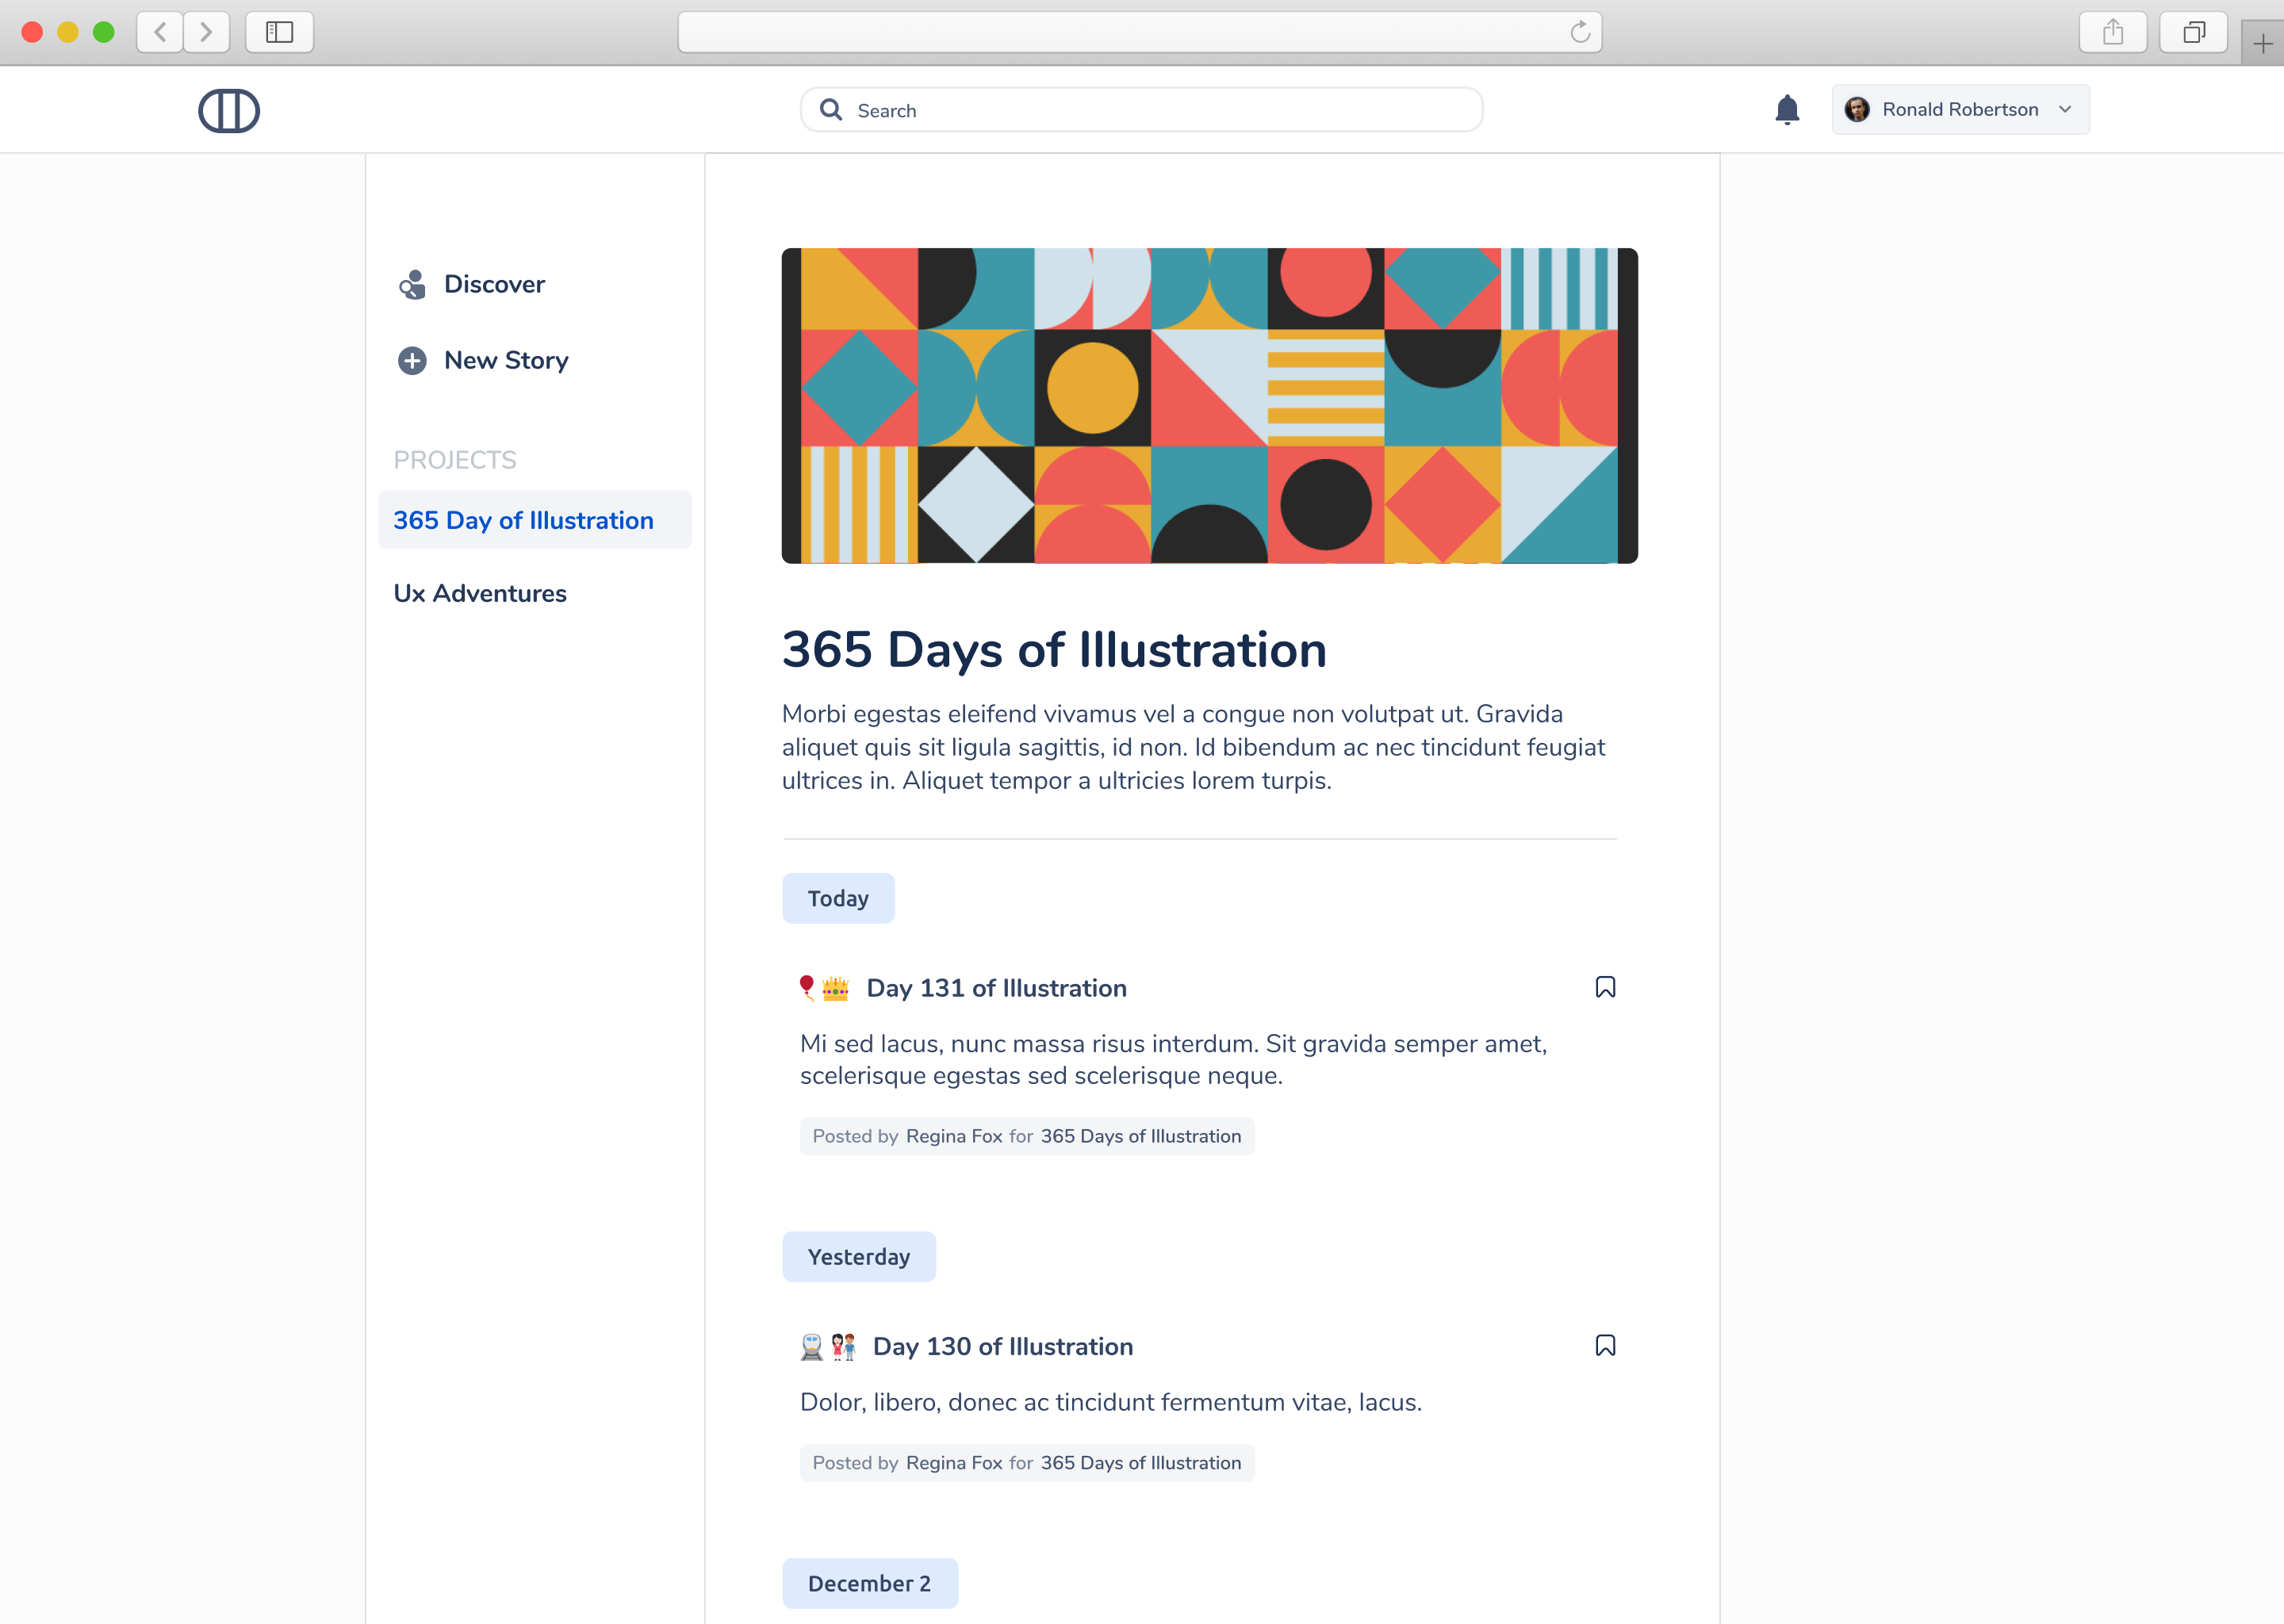 Search
Ronald Robertson
Discover
New Story
PROJECTS
365 Day of Illustration
Ux Adventures
365 Days of Illustration
Morbi egestas eleifend vivamus vel a congue non volutpat ut. Gravida
aliquet quis sit ligula sagittis, id non. Id bibendum ac nec tincidunt feugiat
ultrices in. Aliquet tempor a ultricies lorem turpis.
Today
Day 131 of Illustration
Mi sed lacus, nunc massa risus interdum. Sit gravida semper amet,
scelerisque egestas sed scelerisque neque.
Posted by Regina Fox for 365 Days of Illustration
Yesterday
Day 130 of Illustration
Dolor, libero, donec ac tincidunt fermentum vitae, lacus.
Posted by Regina Fox for 365 Days of Illustration
December 2